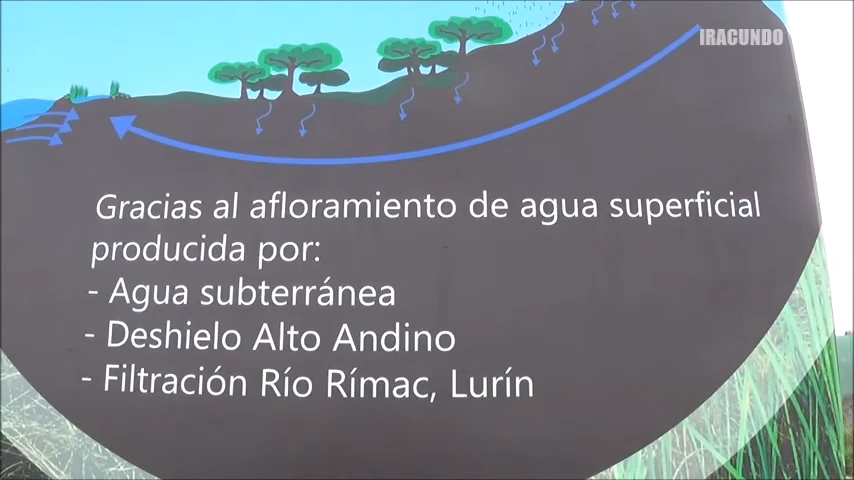 IRACUNDO
Gracias al afloramiento de agua superficial
producida por:
- Agua subterránea
- Deshielo Alto Andino
- Filtración Río Rímac, Lurín